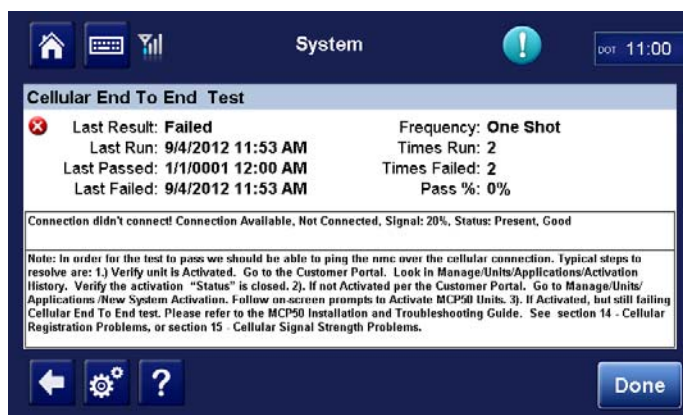 System
DOT 11:00
Cellular End To End Test
Last Result: Failed Frequency: One Shot
Last Run: 9/4/2012 11:53 AM Times Run: 2
Last Passed: 1/1/0001 12:00 AM Times Failed: 2
Last Failed: 9/4/2012 11:53 AM Pass %: 0%
Connection didn't connect! Connection Available, Not Connected, Signal: 20%, Status: Present, Good
Note: In order for the test to pass we should be able to ping the nmc over the cellular connection. Typical steps to
resolve are: 1.) Verify unit is Activated. Go to the Customer Portal. Look in Manage/Units/Applications/Activation
History. Verify the activation "Status" is closed. 2). If not Activated per the Customer Portal. Go to Manage/Units/
Applications /New System Activation. Follow on-screen prompts to Activate MCP50 Units. 3). If Activated, but still failing
Cellular End To End test. Please refer to the MCP50 Installation and Troubleshooting Guide. See section 14 - Cellular
Registration Problems, or section 15 - Cellular Signal Strength Problems.
?
Done